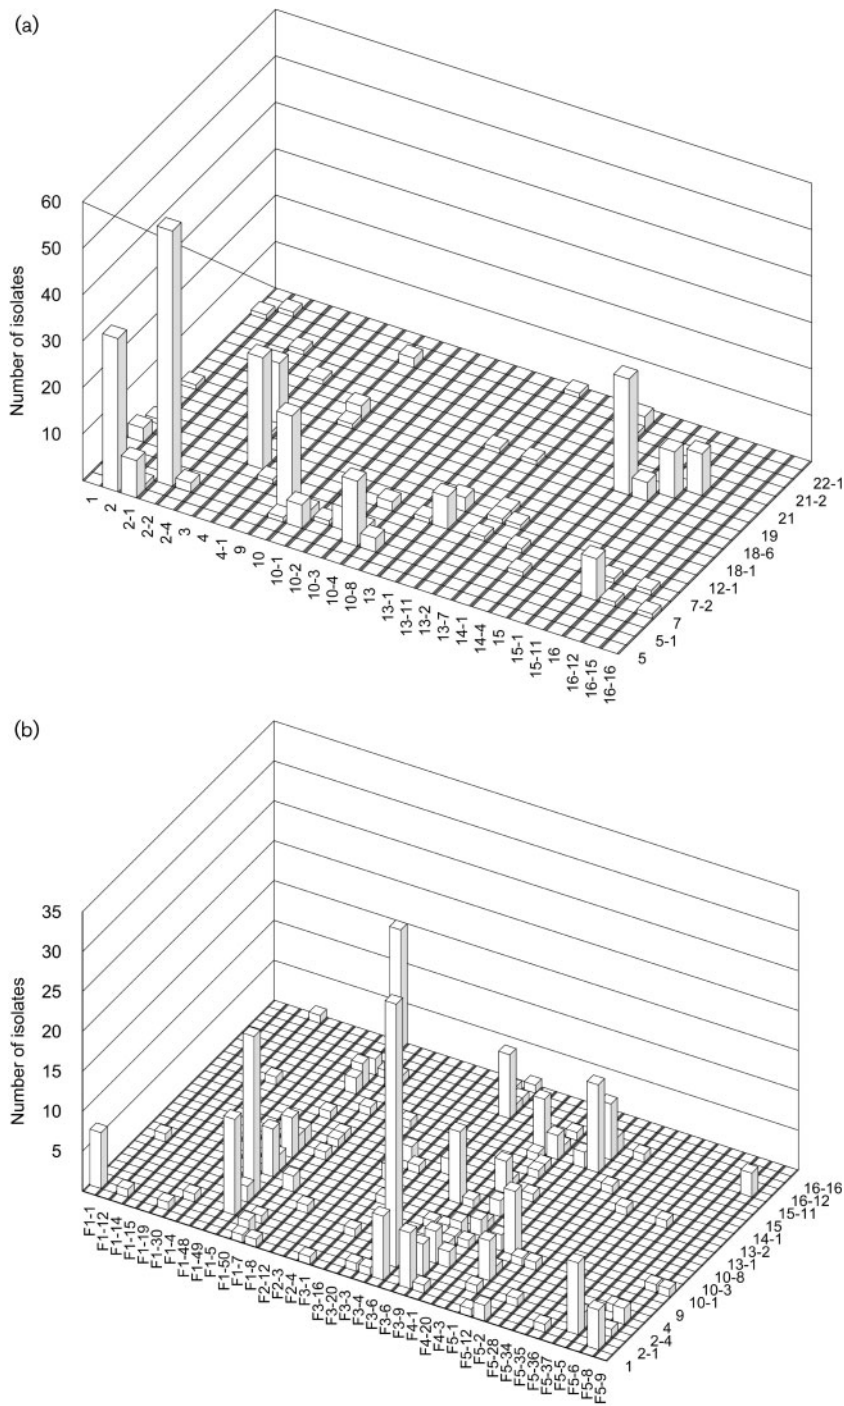 (a)
60
50
40
30
20
10
Number of isolates
1
2
2-1
2-2
2-4
3
4
4-1
9
10
10-1
10-2
10-3
10-4
10-8
13
13-1
13-11
13-2
13-7
14-1
14-4
15
15-1
15-11
16
16-12
16-15
16-16
5
5-1
7
7-2
12-1
18-1
18-6
19
21
21-2
22-1
(b)
35
30
25
20
15
10
5
Number of isolates
F1-1
F1-12
F1-14
F1-15
F1-19
F1-30
F1-4
F1-48
F1-49
F1-5
F1-50
F1-7
F1-8
F2-12
F2-3
F2-4
F3-1
F3-16
F3-20
F3-3
F3-4
F3-6
F3-6
F3-9
F4-1
F4-20
F4-3
F5-1
F5-12
F5-2
F5-28
F5-34
F5-35
F5-36
F5-37
F5-5
F5-6
F5-8
F5-9
1
2-1
2-4
4
9
10-1
10-3
10-8
13-1
13-2
14-1
15
15-11
16-12
16-16